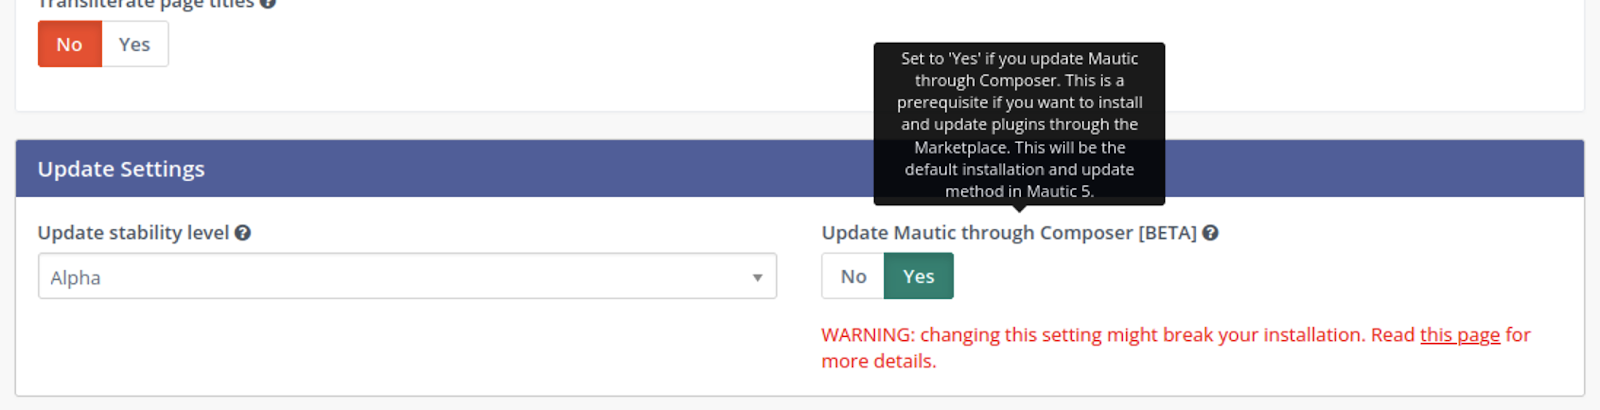 Transliterate page titles
No Yes
Set to 'Yes' if you update Mautic
through Composer. This is a
prerequisite if you want to install
and update plugins through the
Marketplace. This will be the
default installation and update
method in Mautic 5.
Update Settings
Update stability level
Alpha
Update Mautic through Composer [BETA]
No Yes
WARNING: changing this setting might break your installation. Read this page for
more details.